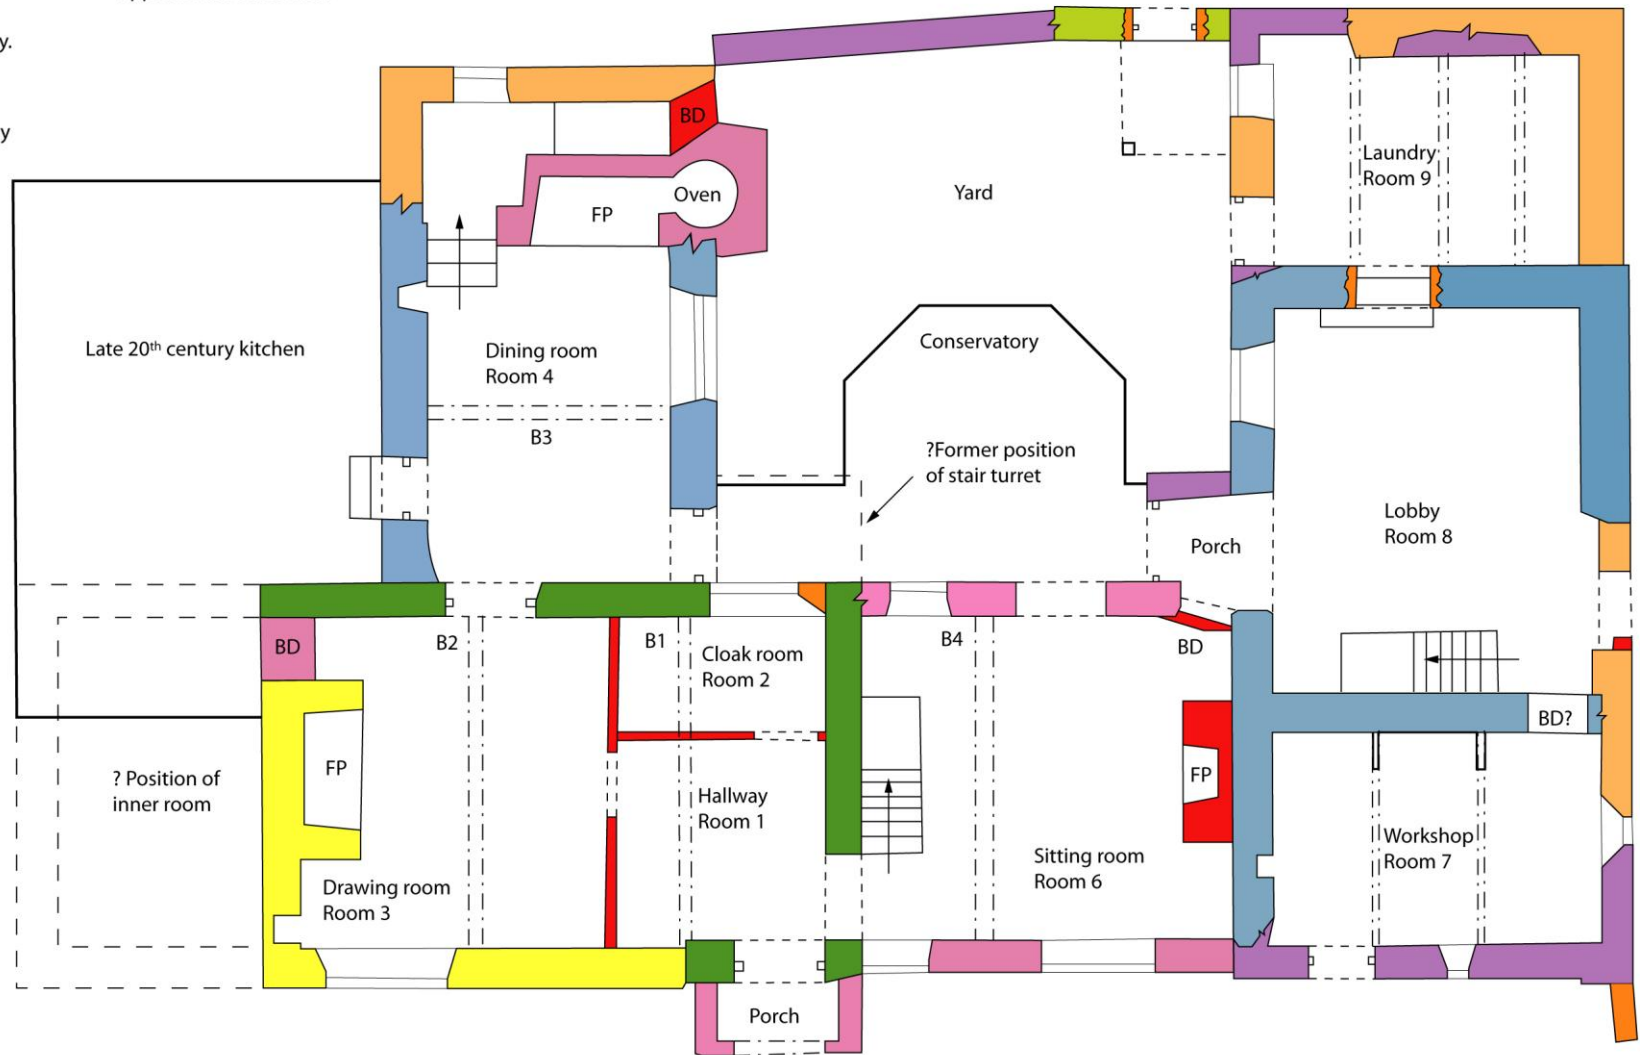 y.
y
BD
Oven
FP
Yard
Laundry
Room 9
Late 20th century kitchen
Dining room
Room 4
Conservatory
B3
?Former position
of stair turret
Lobby
Room 8
Porch
BD
B2
B1
Cloak room
Room 2
B4
BD
BD?
? Position of
inner room
FP
Hallway
Room 1
FP
Drawing room
Room 3
Sitting room
Room 6
Workshop
Room 7
Porch